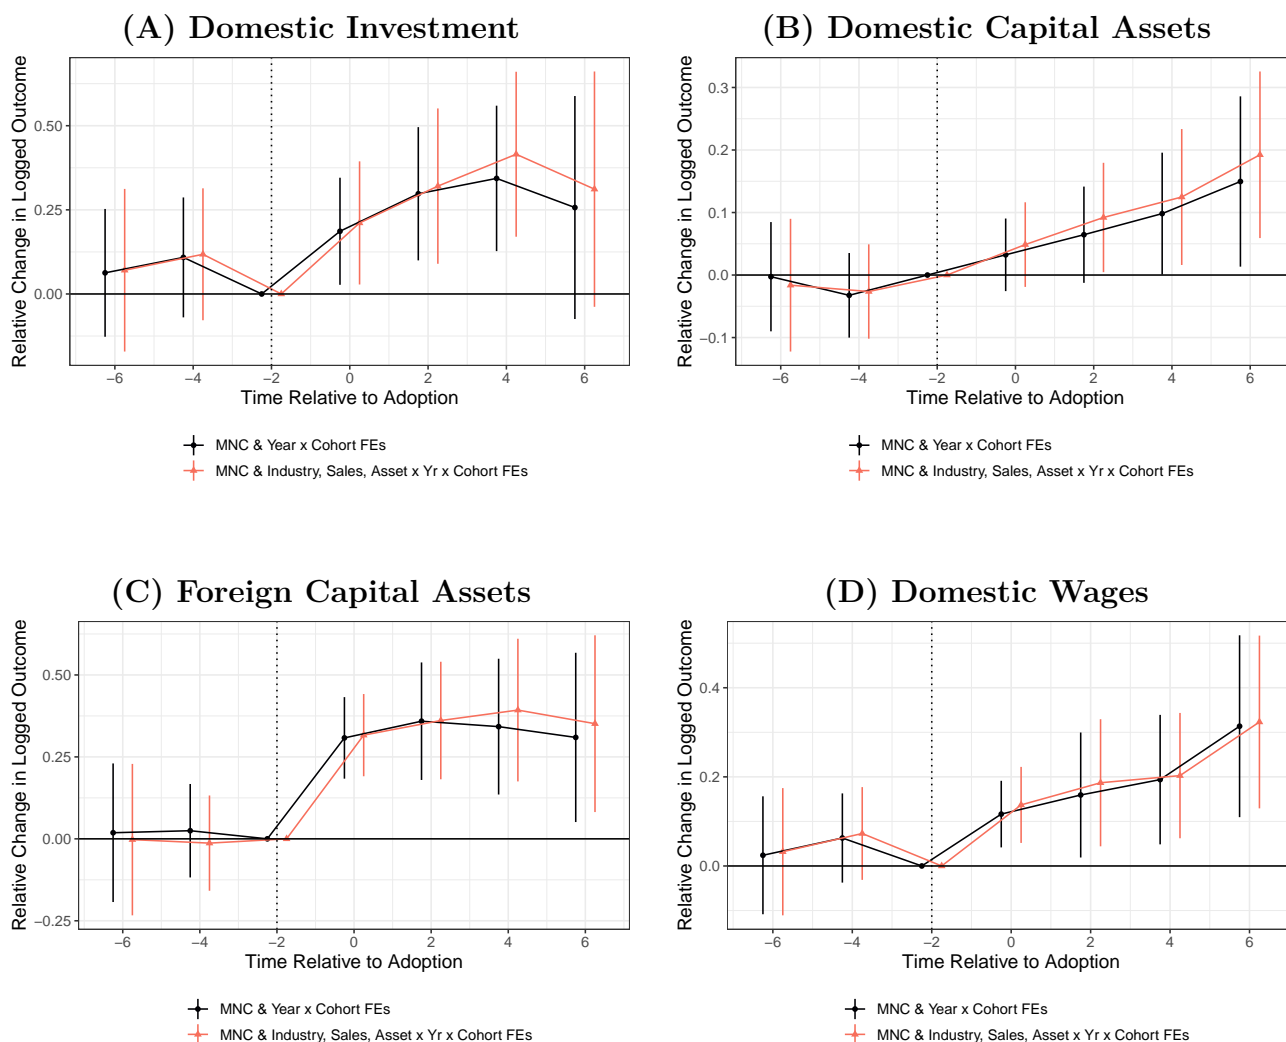 (A) Domestic Investment
Relative Change in Logged Outcome
0.50
0.25
0.00
−6 −4 −2 0 2 4 6
Time Relative to Adoption
MNC & Year x Cohort FEs
MNC & Industry, Sales, Asset x Yr x Cohort FEs
(B) Domestic Capital Assets
Relative Change in Logged Outcome
0.3
0.2
0.1
0.0
−0.1
−6 −4 −2 0 2 4 6
Time Relative to Adoption
MNC & Year x Cohort FEs
MNC & Industry, Sales, Asset x Yr x Cohort FEs
(C) Foreign Capital Assets
Relative Change in Logged Outcome
0.50
0.25
0.00
−0.25
−6 −4 −2 0 2 4 6
Time Relative to Adoption
MNC & Year x Cohort FEs
MNC & Industry, Sales, Asset x Yr x Cohort FEs
(D) Domestic Wages
Relative Change in Logged Outcome
0.4
0.2
0.0
−6 −4 −2 0 2 4 6
Time Relative to Adoption
MNC & Year x Cohort FEs
MNC & Industry, Sales, Asset x Yr x Cohort FEs